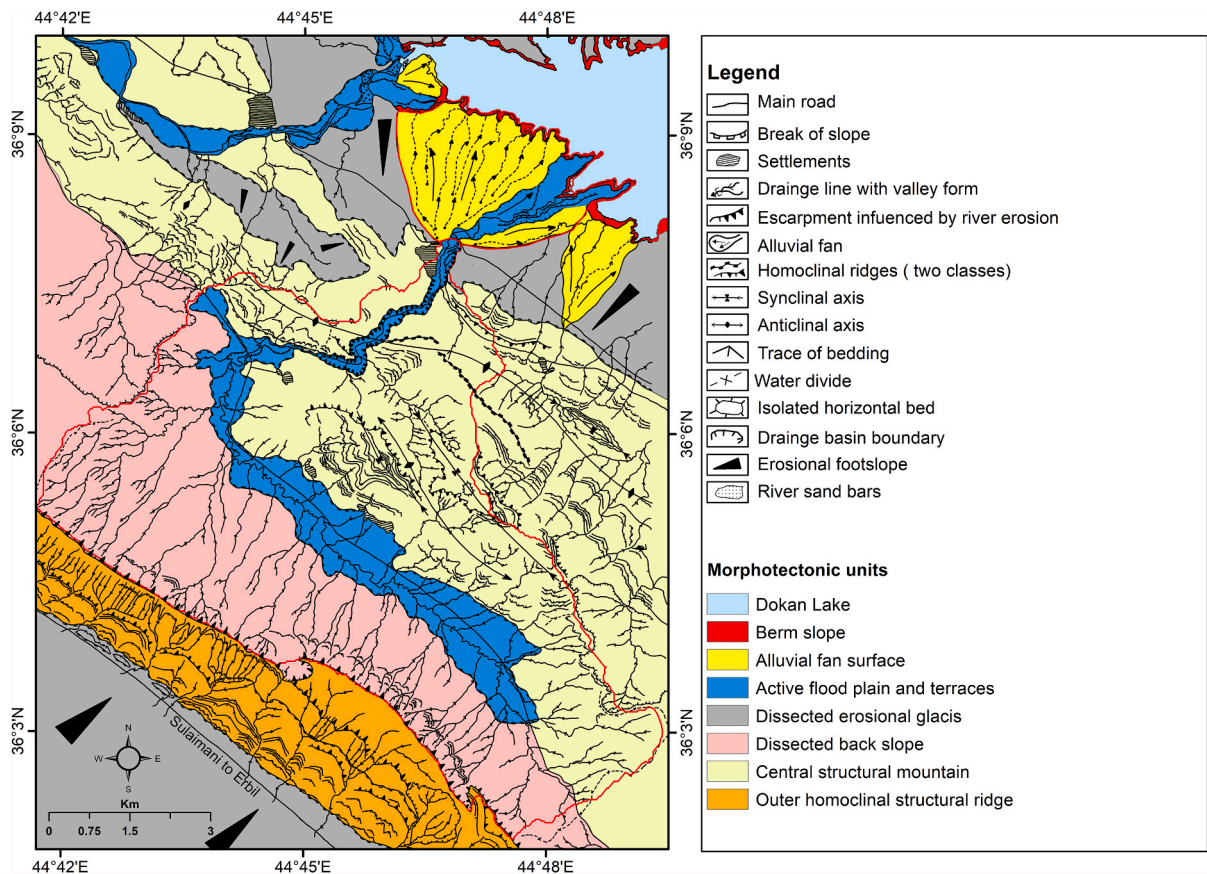 44°42'E 44°45'E 44°48'E
36°9'N 36°9'N
36°6'N 36°6'N
36°3'N 36°3'N
Sulaimani to Erbil
N
W E
S
Km
0 0.75 1.5 3
44°42'E 44°45'E 44°48'E
Legend
Main road
Break of slope
Settlements
Drainge line with valley form
Escarpment infuenced by river erosion
Alluvial fan
Homoclinal ridges ( two classes)
Synclinal axis
Anticlinal axis
Trace of bedding
Water divide
Isolated horizontal bed
Drainge basin boundary
Erosional footslope
River sand bars
Morphotectonic units
Dokan Lake
Berm slope
Alluvial fan surface
Active flood plain and terraces
Dissected erosional glacis
Dissected back slope
Central structural mountain
Outer homoclinal structural ridge